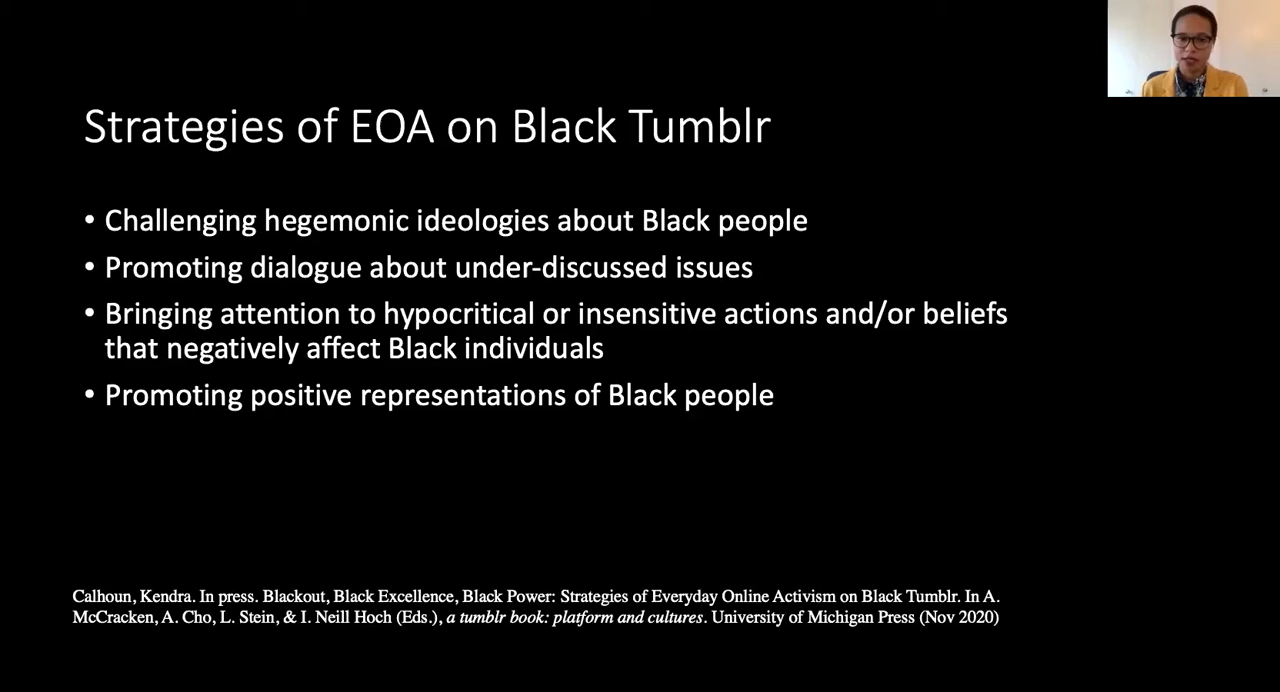 Strategies of EOA on Black Tumblr
• Challenging hegemonic ideologies about Black people
• Promoting dialogue about under-discussed issues
• Bringing attention to hypocritical or insensitive actions and/or beliefs
that negatively affect Black individuals
• Promoting positive representations of Black people
Calhoun, Kendra. In press. Blackout, Black Excellence, Black Power: Strategies of Everyday Online Activism on Black Tumblr. In A.
McCracken, A. Cho, L. Stein, & I. Neill Hoch (Eds.), a tumblr book: platform and cultures. University of Michigan Press (Nov 2020)